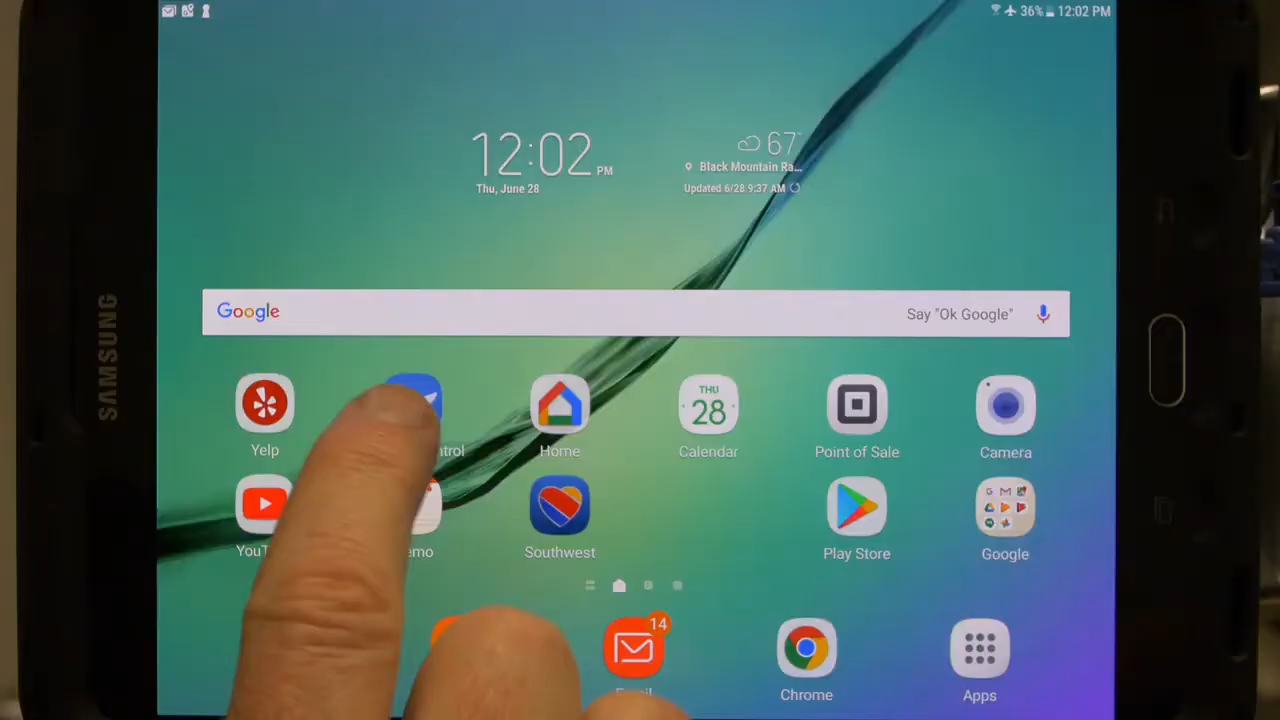 36% 12:02 PM
12:02 PM
67°
Thu, June 28
Black Mountain Ra...
Updated 6/28 9:37 AM
SAMSUNG
Google
Say "Ok Google"
THU
28
Yelp
Home
Calendar
Point of Sale
Camera
Southwest
Play Store
Google
14
Email
Chrome
Apps